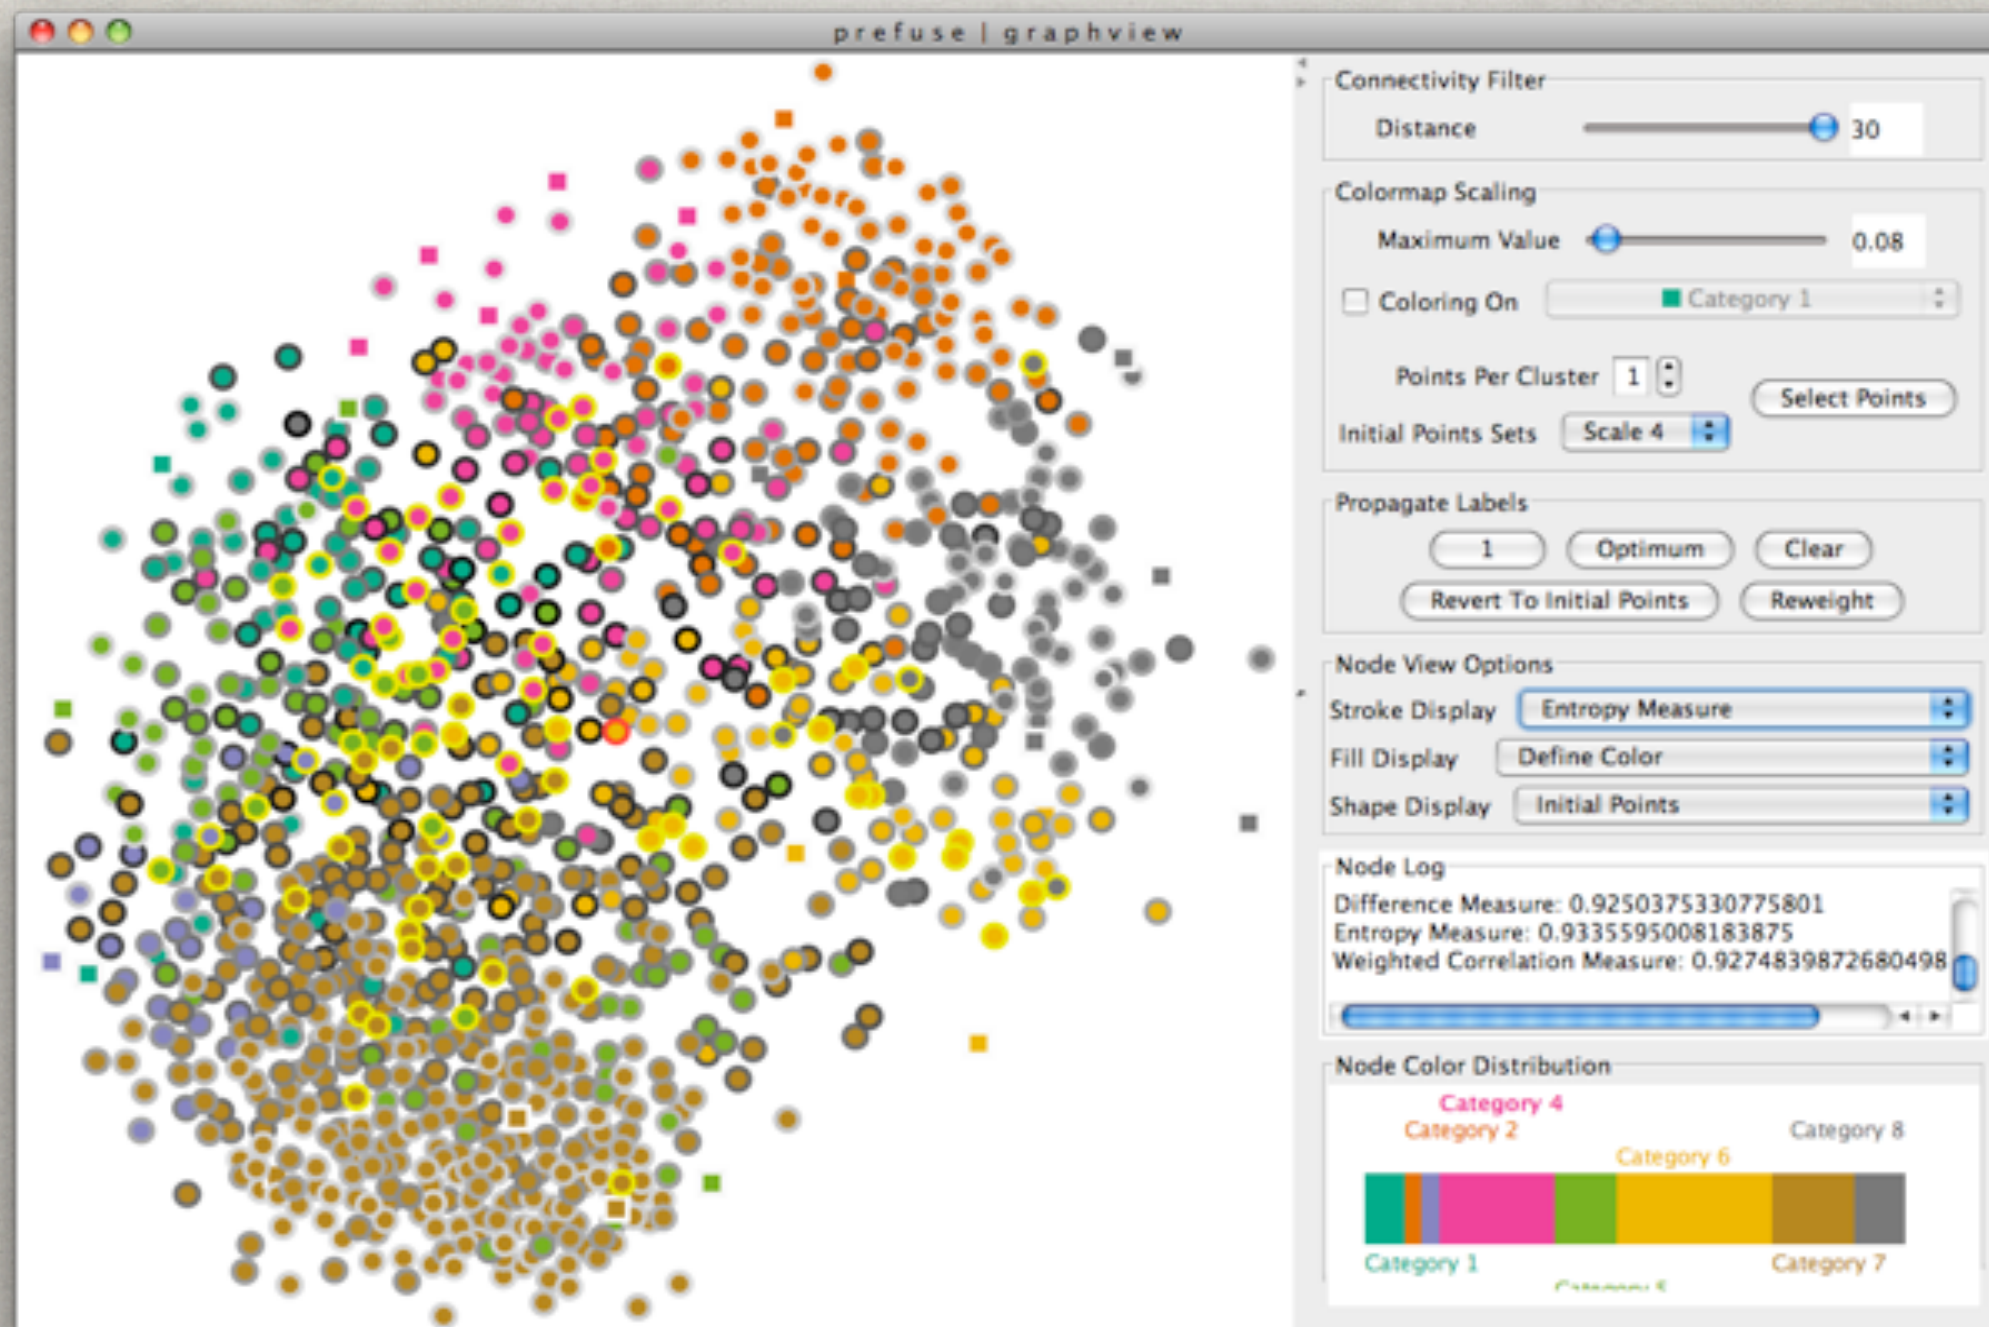 prefuse | graphview
Connectivity Filter
Distance 30
Colormap Scaling
Maximum Value 0.08
Coloring On Category 1
Points Per Cluster 1
Select Points
Initial Points Sets Scale 4
Propagate Labels
1 Optimum Clear
Revert To Initial Points Reweight
Node View Options
Stroke Display Entropy Measure
Fill Display Define Color
Shape Display Initial Points
Node Log
Difference Measure: 0.9250375330775801
Entropy Measure: 0.9335595008183875
Weighted Correlation Measure: 0.9274839872680498
Node Color Distribution
Category 4
Category 2 Category 8
Category 6
Category 1 Category 7
Category 5